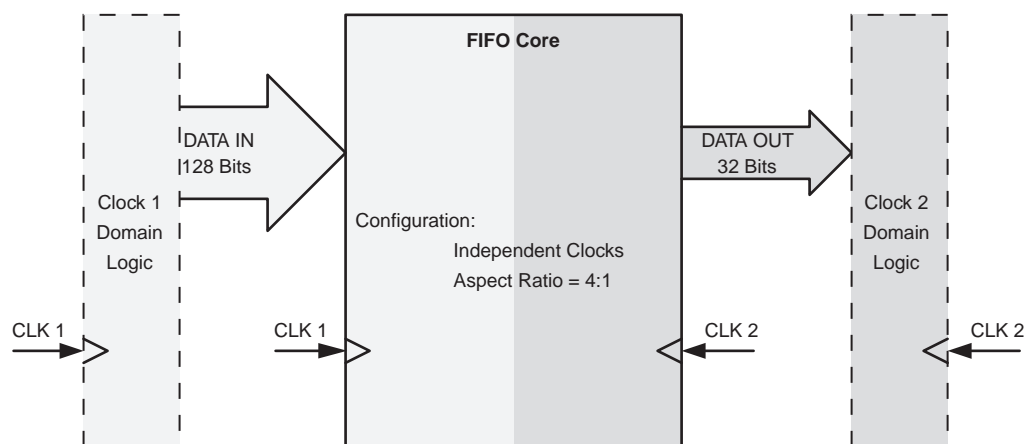 FIFO Core
DATA IN
128 Bits
DATA OUT
32 Bits
Clock 1
Domain
Logic
Configuration:
Independent Clocks
Aspect Ratio = 4:1
Clock 2
Domain
Logic
CLK 1
CLK 1
CLK 2
CLK 2